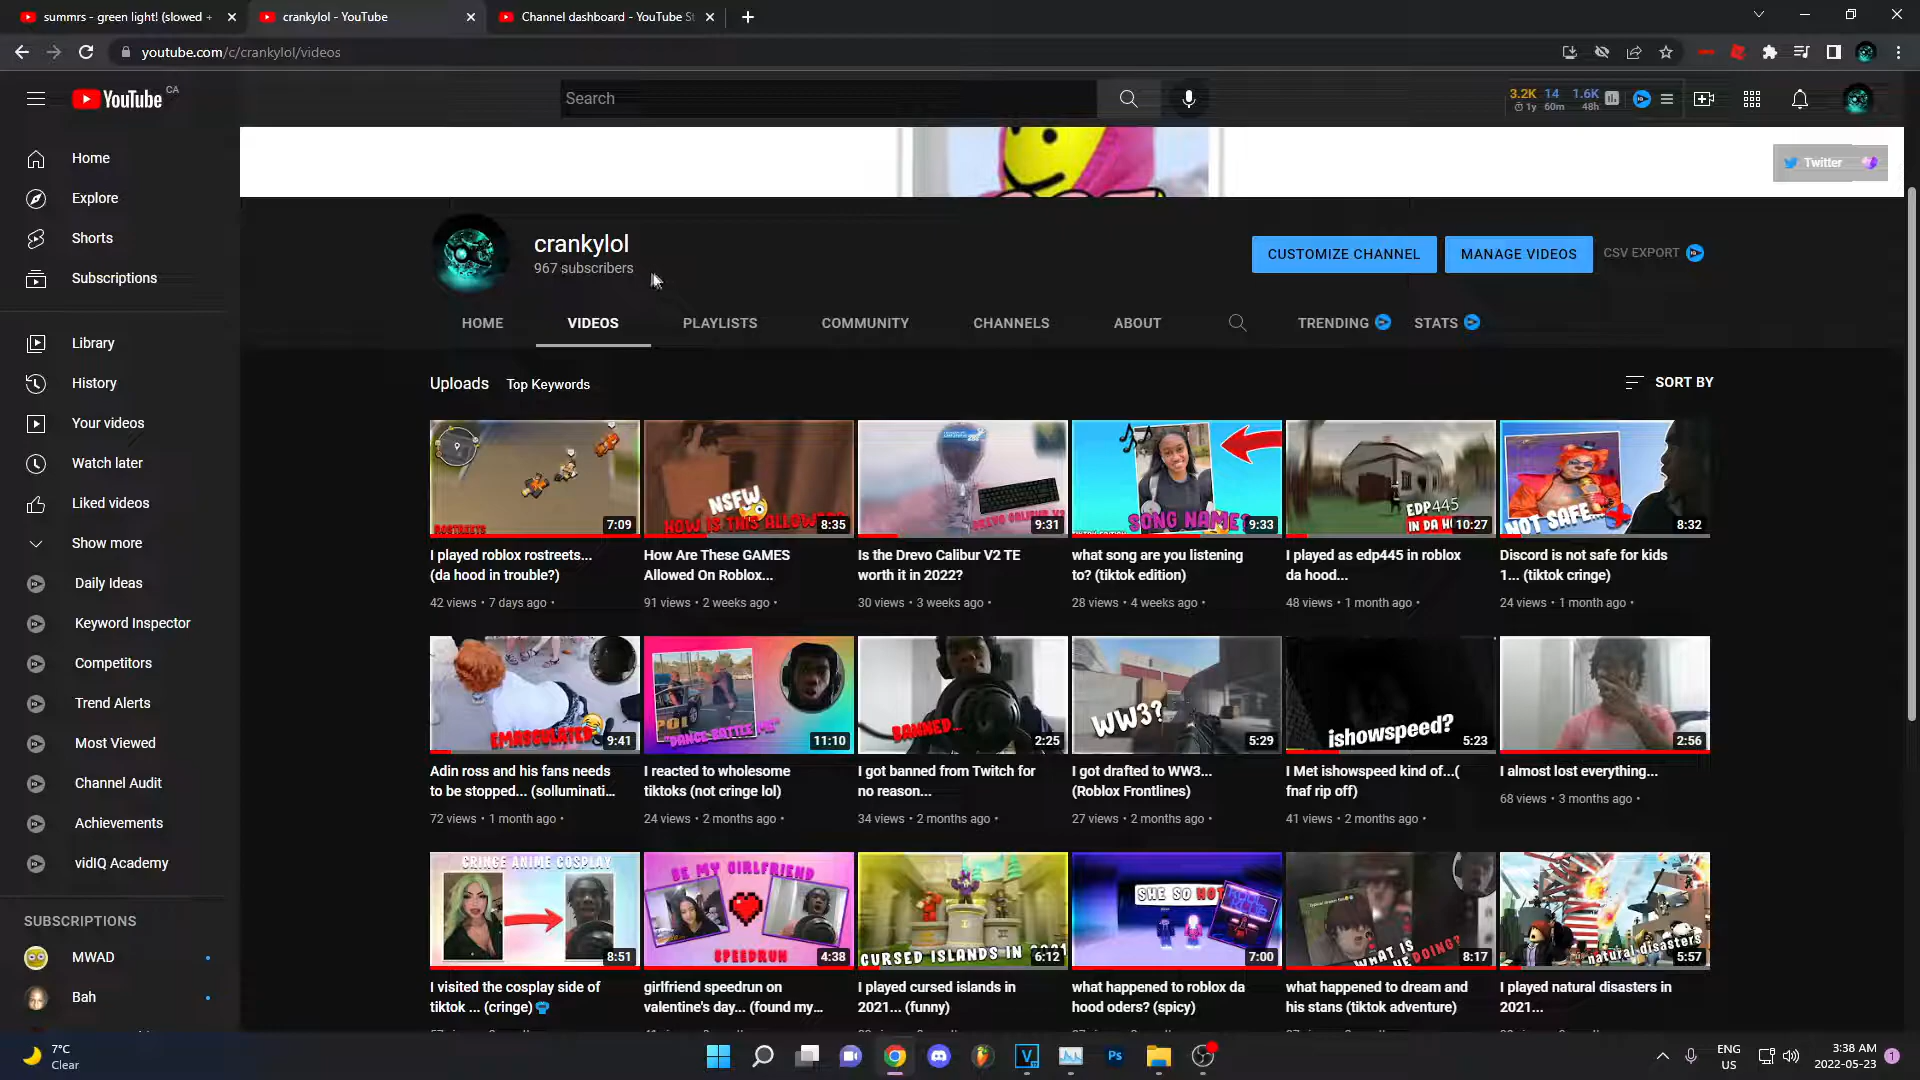 summrs - green light! (slowed +
crankylol - YouTube
Channel dashboard - YouTube St
youtube.com/c/crankylol/videos
YouTube CA
Search
3.2K 14 1.6K
1y 60m 48h
Home
Explore
Shorts
Subscriptions
Library
History
Your videos
Watch later
Liked videos
Show more
Daily Ideas
Keyword Inspector
Competitors
Trend Alerts
Most Viewed
Channel Audit
Achievements
vidIQ Academy
SUBSCRIPTIONS
MWAD
Bah
Twitter
crankylol
967 subscribers
CUSTOMIZE CHANNEL
MANAGE VIDEOS
CSV EXPORT
HOME
VIDEOS
PLAYLISTS
COMMUNITY
CHANNELS
ABOUT
TRENDING
STATS
Uploads
Top Keywords
SORT BY
ROSTREETS
7:09
I played roblox rostreets...
(da hood in trouble?)
42 views • 7 days ago •
NSFW
HOW IS THIS ALLOWE
8:35
How Are These GAMES
Allowed On Roblox...
91 views • 2 weeks ago •
DREVO CALIBUR V2
9:31
Is the Drevo Calibur V2 TE
worth it in 2022?
30 views • 3 weeks ago •
SONG NAME?
9:33
what song are you listening
to? (tiktok edition)
28 views • 4 weeks ago •
EDP445
IN DA HO
10:27
I played as edp445 in roblox
da hood...
48 views • 1 month ago •
NOT SAFE...
8:32
Discord is not safe for kids
1... (tiktok cringe)
24 views • 1 month ago •
EMASCULATED
9:41
Adin ross and his fans needs
to be stopped... (solluminati...
72 views • 1 month ago •
POL
"DANCE BATTLE ME"
11:10
I reacted to wholesome
tiktoks (not cringe lol)
24 views • 2 months ago •
BANNED...
2:25
I got banned from Twitch for
no reason...
34 views • 2 months ago •
WW3?
5:29
I got drafted to WW3...
(Roblox Frontlines)
27 views • 2 months ago •
ishowspeed?
5:23
I Met ishowspeed kind of...(
fnaf rip off)
41 views • 2 months ago •
2:56
I almost lost everything...
68 views • 3 months ago •
CRINGE ANIME COSPLAY
8:51
I visited the cosplay side of
tiktok ... (cringe)
BE MY GIRLFRIEND
SPEEDRUN
4:38
girlfriend speedrun on
valentine's day... (found my...
CURSED ISLANDS IN 2021
6:12
I played cursed islands in
2021... (funny)
SHE SO HOT
7:00
what happened to roblox da
hood oders? (spicy)
WHAT IS
HE DOING?
8:17
what happened to dream and
his stans (tiktok adventure)
natural disasters
5:57
I played natural disasters in
2021...
7°C
Clear
Ps
ENG
US
3:38 AM
2022-05-23
1